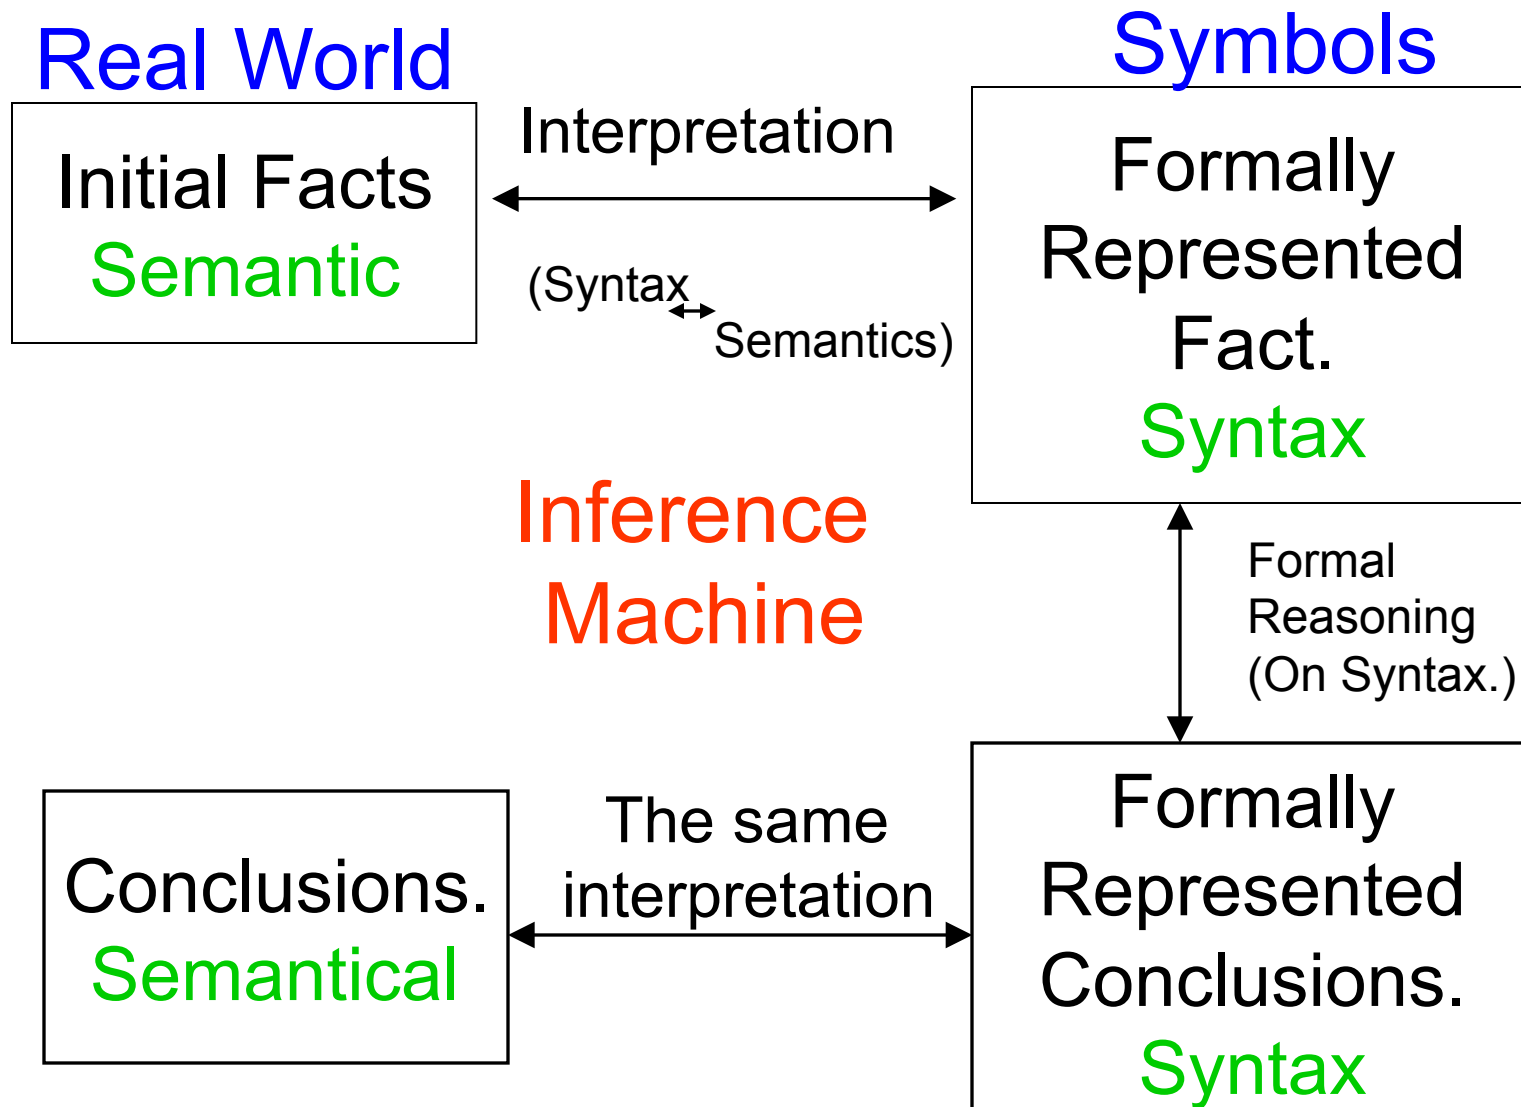 Real World
Symbols
Initial Facts
Semantic
Interpretation
(Syntax
Semantics)
Formally
Represented
Fact.
Syntax
Inference
Machine
Formal
Reasoning
(On Syntax.)
Conclusions.
Semantical
The same
interpretation
Formally
Represented
Conclusions.
Syntax